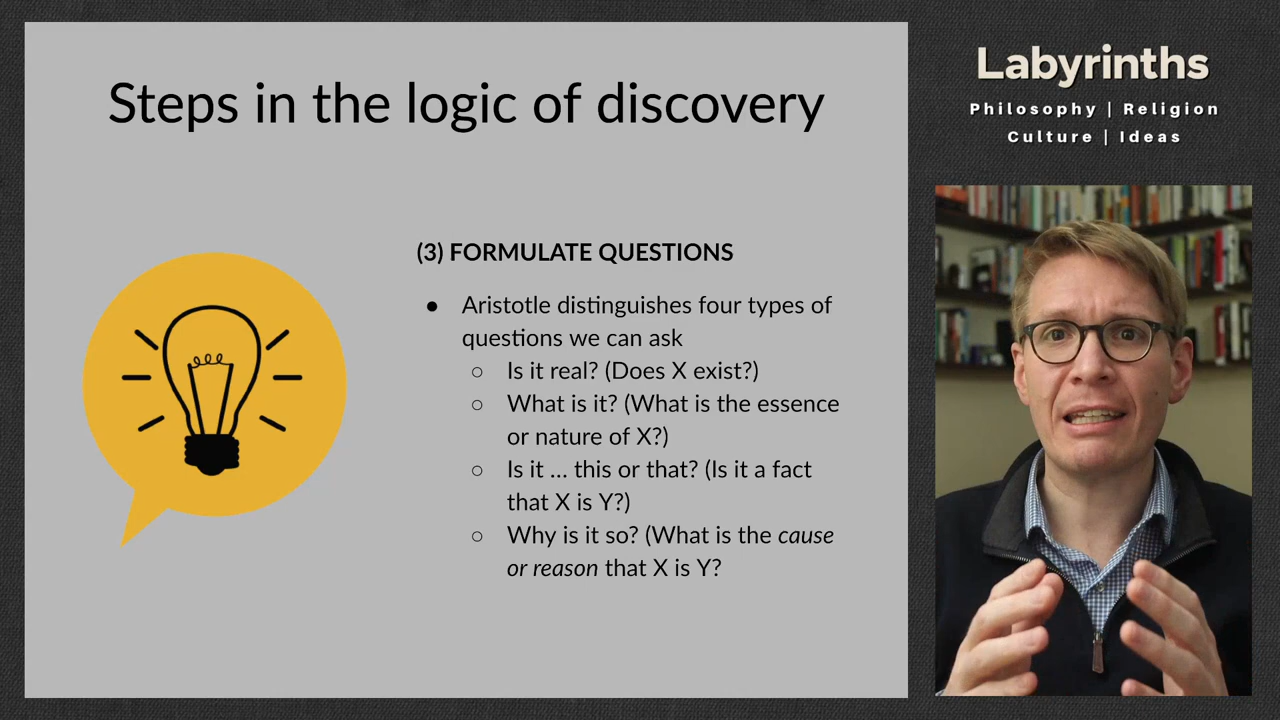 Steps in the logic of discovery
(3) FORMULATE QUESTIONS
● Aristotle distinguishes four types of
questions we can ask
○ Is it real? (Does X exist?)
○ What is it? (What is the essence
or nature of X?)
○ Is it ... this or that? (Is it a fact
that X is Y?)
○ Why is it so? (What is the cause
or reason that X is Y?
Labyrinths
Philosophy | Religion
Culture | Ideas